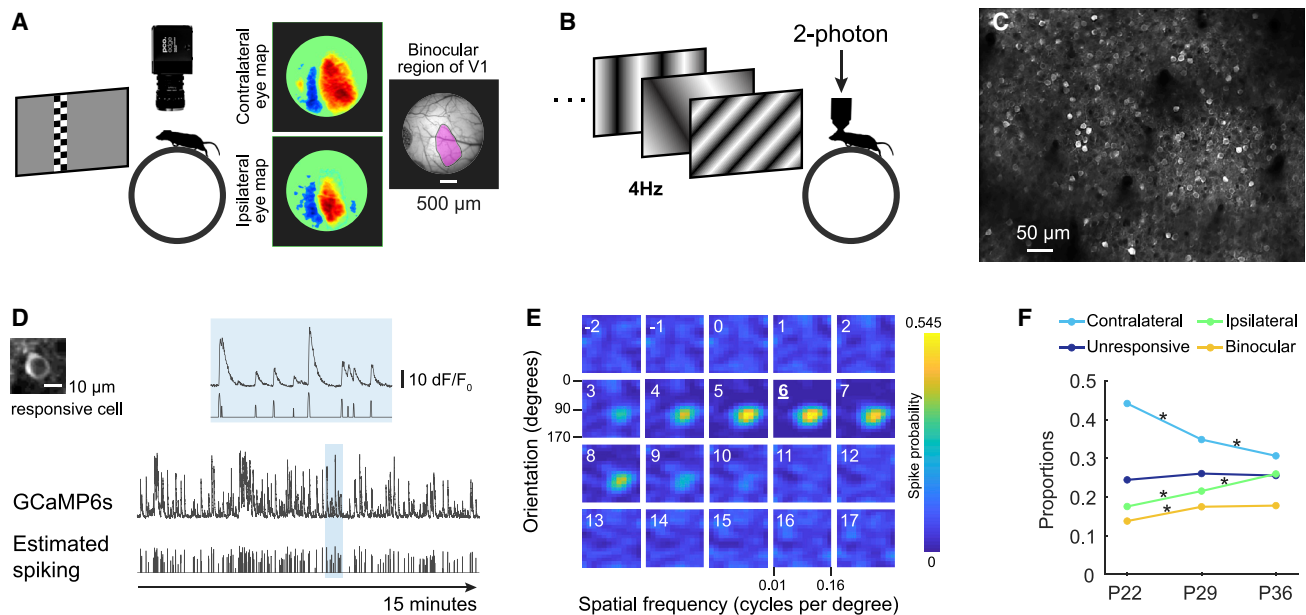 A
pco.
edge
Contralateral
eye map
Ipsilateral
eye map
Binocular
region of V1
500 µm
B
2-photon
4Hz
C
50 µm
D
10 µm
responsive cell
10 dF/F0
GCaMP6s
Estimated
spiking
15 minutes
E
-2 -1 0 1 2
3 4 5 6 7
8 9 10 11 12
13 14 15 16 17
Orientation (degrees)
0
90
170
0.01 0.16
Spatial frequency (cycles per degree)
0.545
Spike probability
0
F
Contralateral Ipsilateral
Unresponsive Binocular
Proportions
0.5
0.4
0.3
0.2
0.1
0
* * * * *
P22 P29 P36